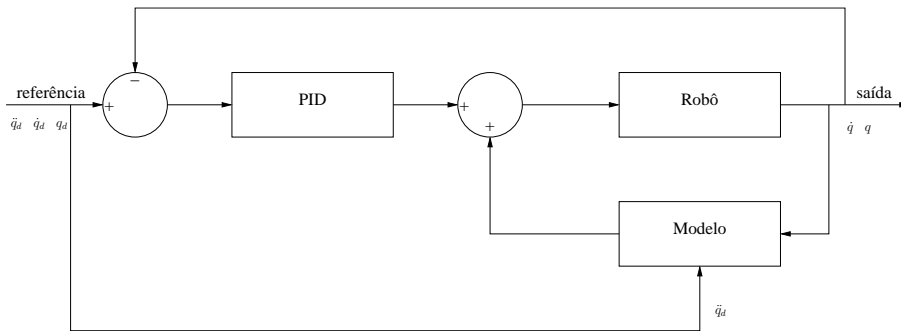 referência
−
+
PID
+
+
Robô
saída
q̈d q̇d qd
q̇ q
Modelo
q̈d